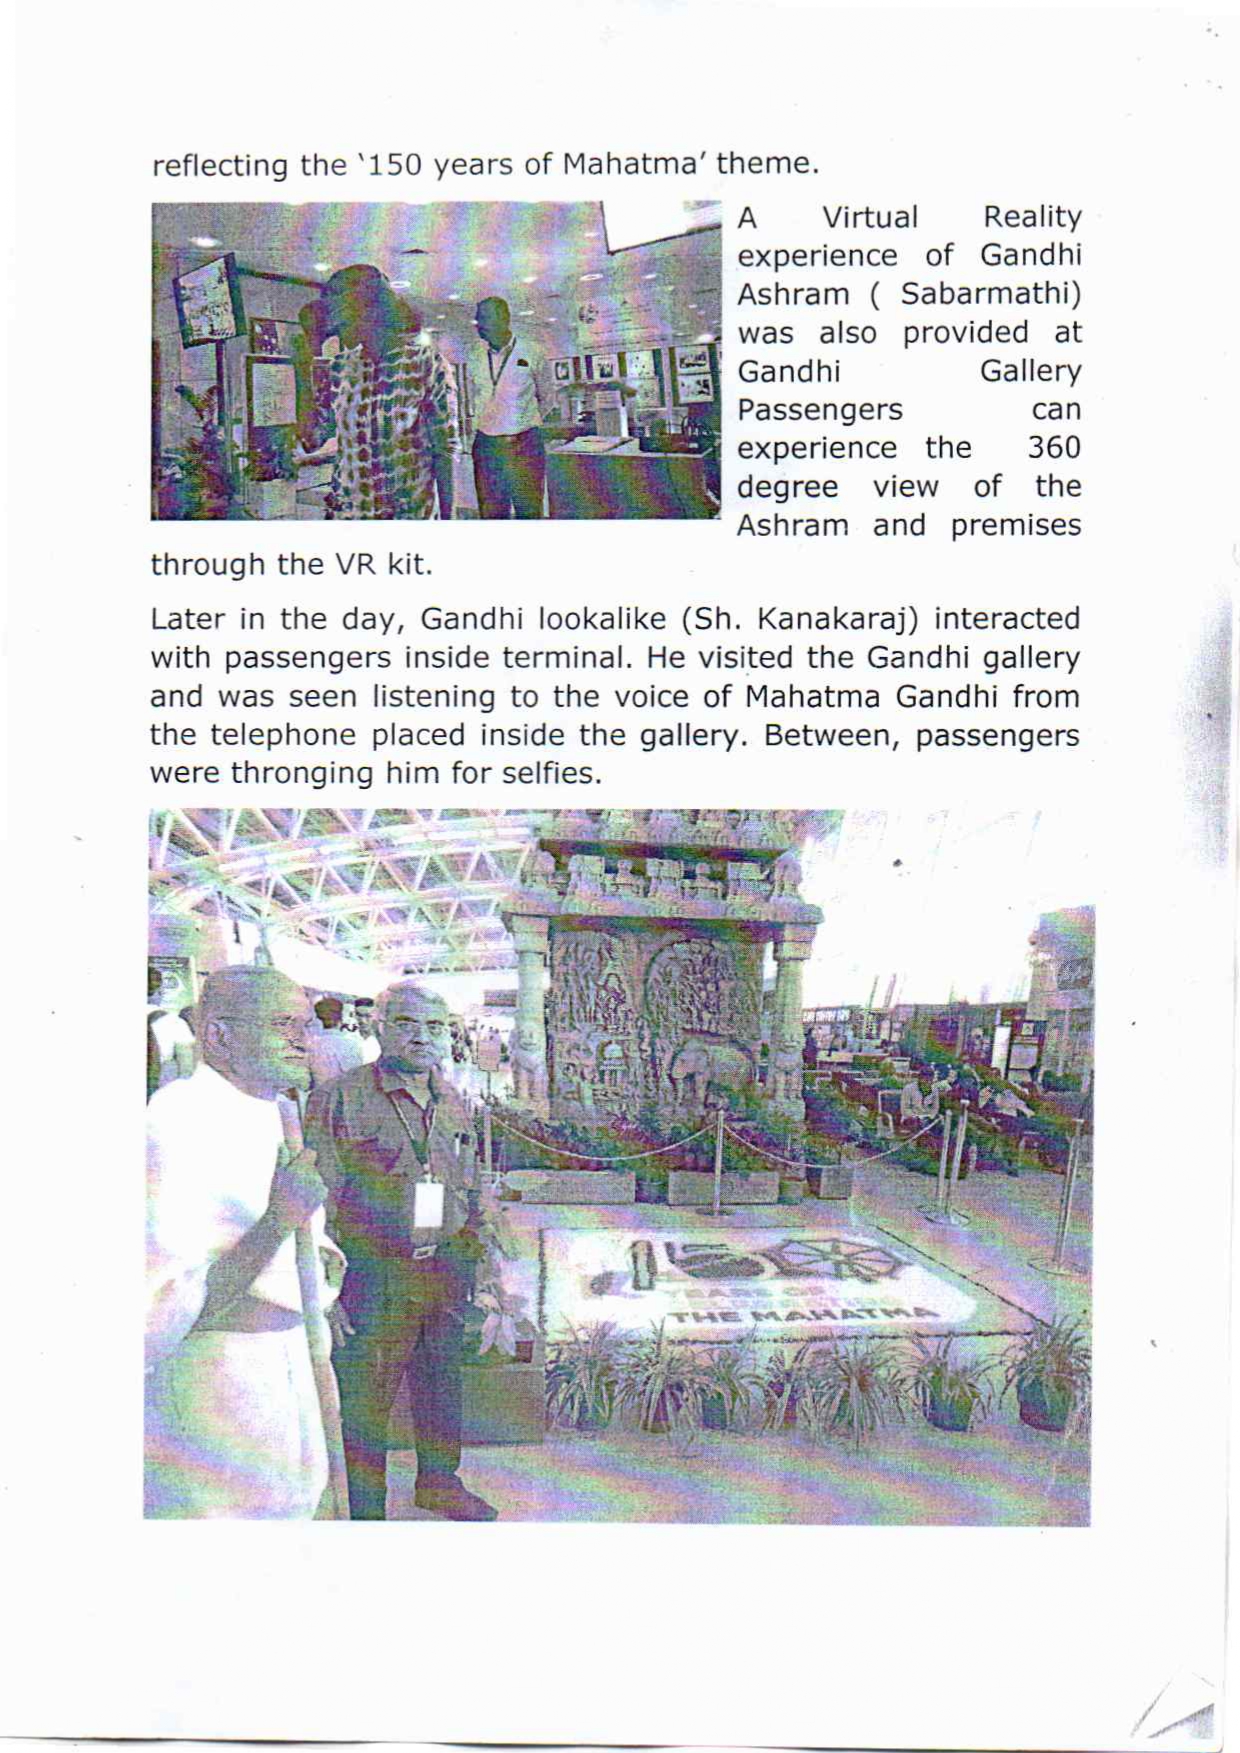 reflecting the ‘150 years of Mahatma’ theme.
A Virtual Reality
experience of Gandhi
Ashram ( Sabarmathi)
was also provided at
Gandhi Gallery
Passengers can
experience the 360
degree view of the
Ashram and premises
through the VR kit.
Later in the day, Gandhi lookalike (Sh. Kanakaraj) interacted
with passengers inside terminal. He visited the Gandhi gallery
and was seen listening to the voice of Mahatma Gandhi from
the telephone placed inside the gallery. Between, passengers
were thronging him for selfies.
150
YEARS OF
THE MAHATMA